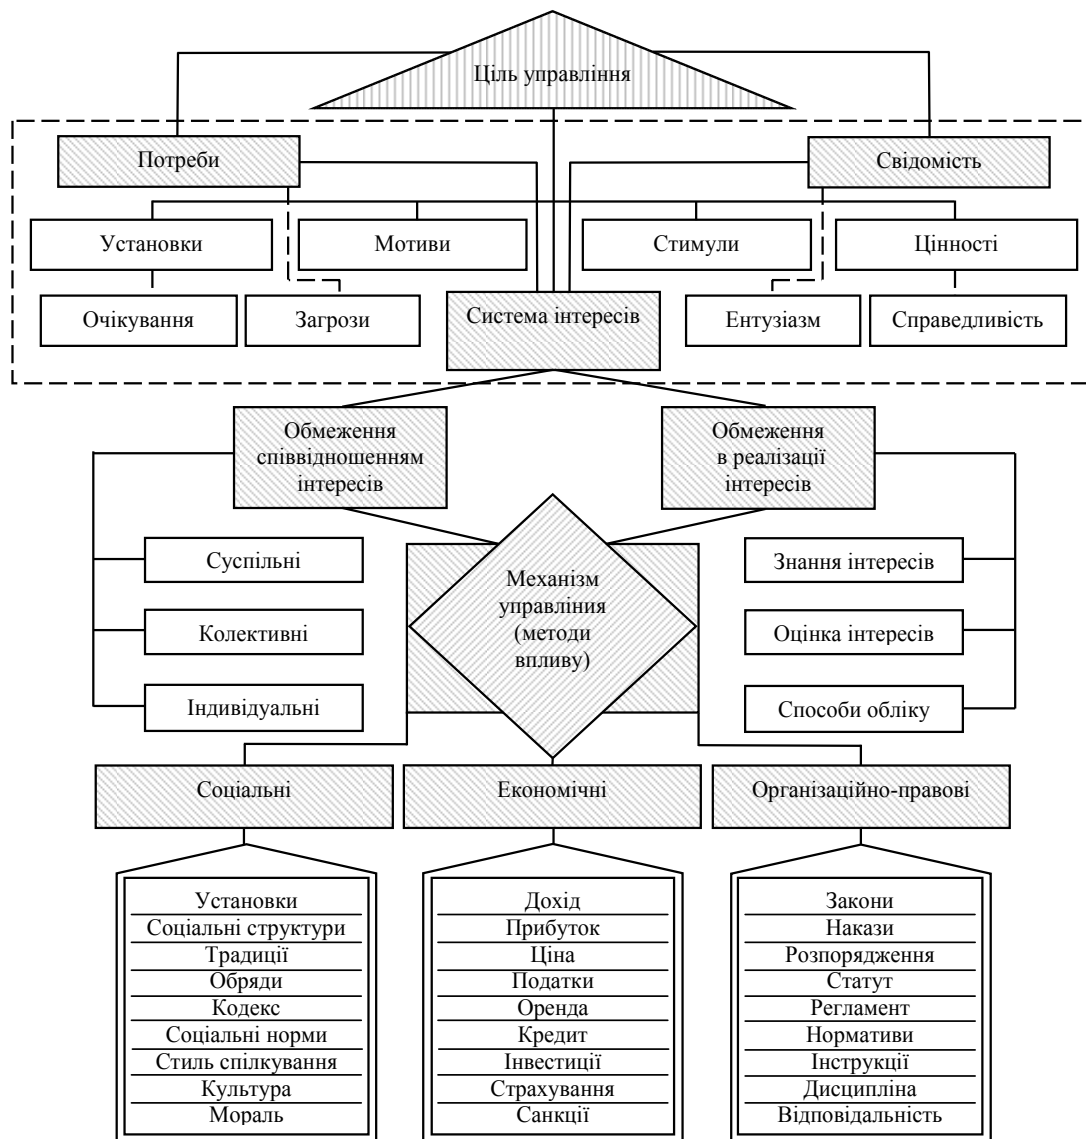 Ціль управління
Потреби
Свідомість
Установки
Мотиви
Стимули
Цінності
Очікування
Загрози
Система інтересів
Ентузіазм
Справедливість
Обмеження
співвідношенням
інтересів
Обмеження
в реалізації
інтересів
Суспільні
Колективні
Індивідуальні
Механізм
управління
(методи
впливу)
Знання інтересів
Оцінка інтересів
Способи обліку
Соціальні
Економічні
Організаційно-правові
Установки
Соціальні структури
Традиції
Обряди
Кодекс
Соціальні норми
Стиль спілкування
Культура
Мораль
Дохід
Прибуток
Ціна
Податки
Оренда
Кредит
Інвестиції
Страхування
Санкції
Закони
Накази
Розпорядження
Статут
Регламент
Нормативи
Інструкції
Дисципліна
Відповідальність